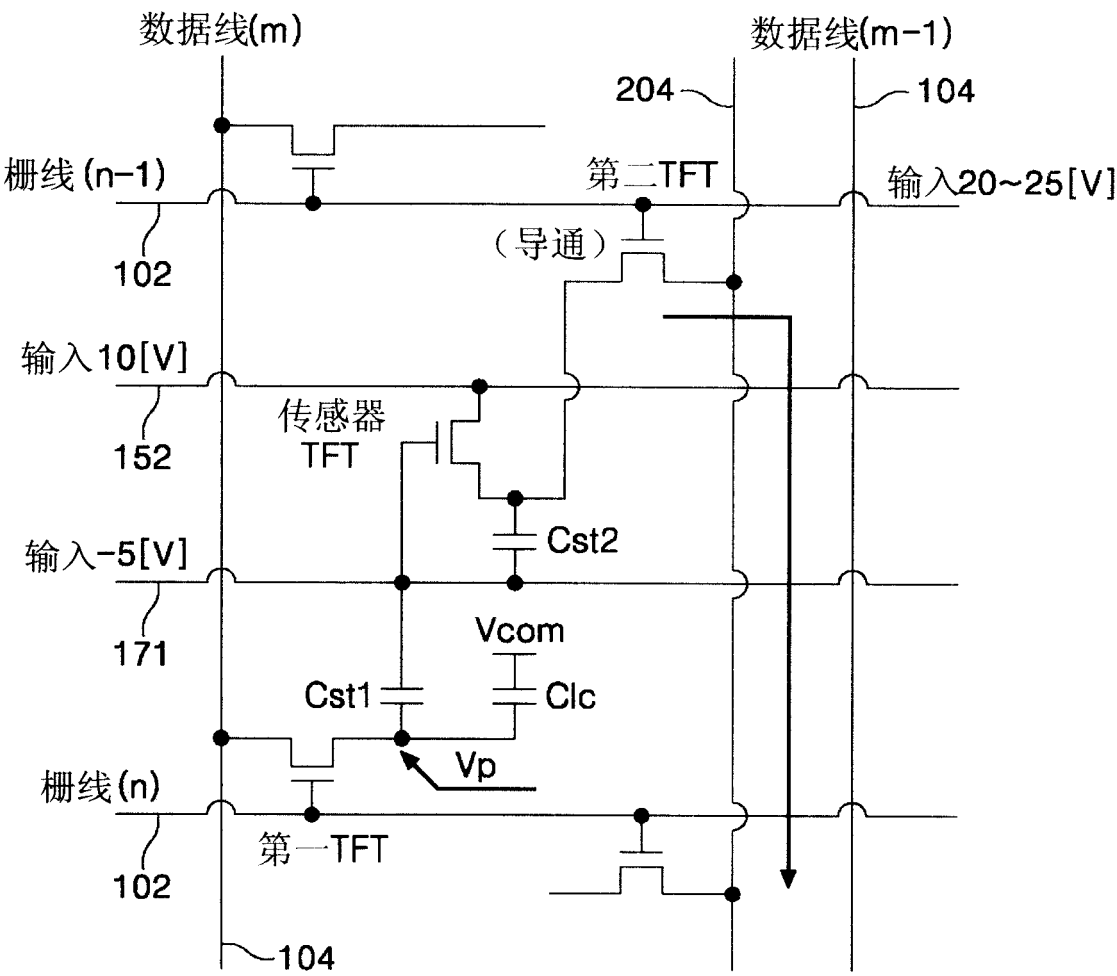 数据线(m)
数据线(m-1)
204
104
栅线(n-1)
第二TFT
输入20~25[V]
(导通)
102
输入10[V]
传感器
TFT
152
Cst2
输入-5[V]
171
Vcom
Cst1
Clc
Vp
栅线(n)
第一TFT
102
104